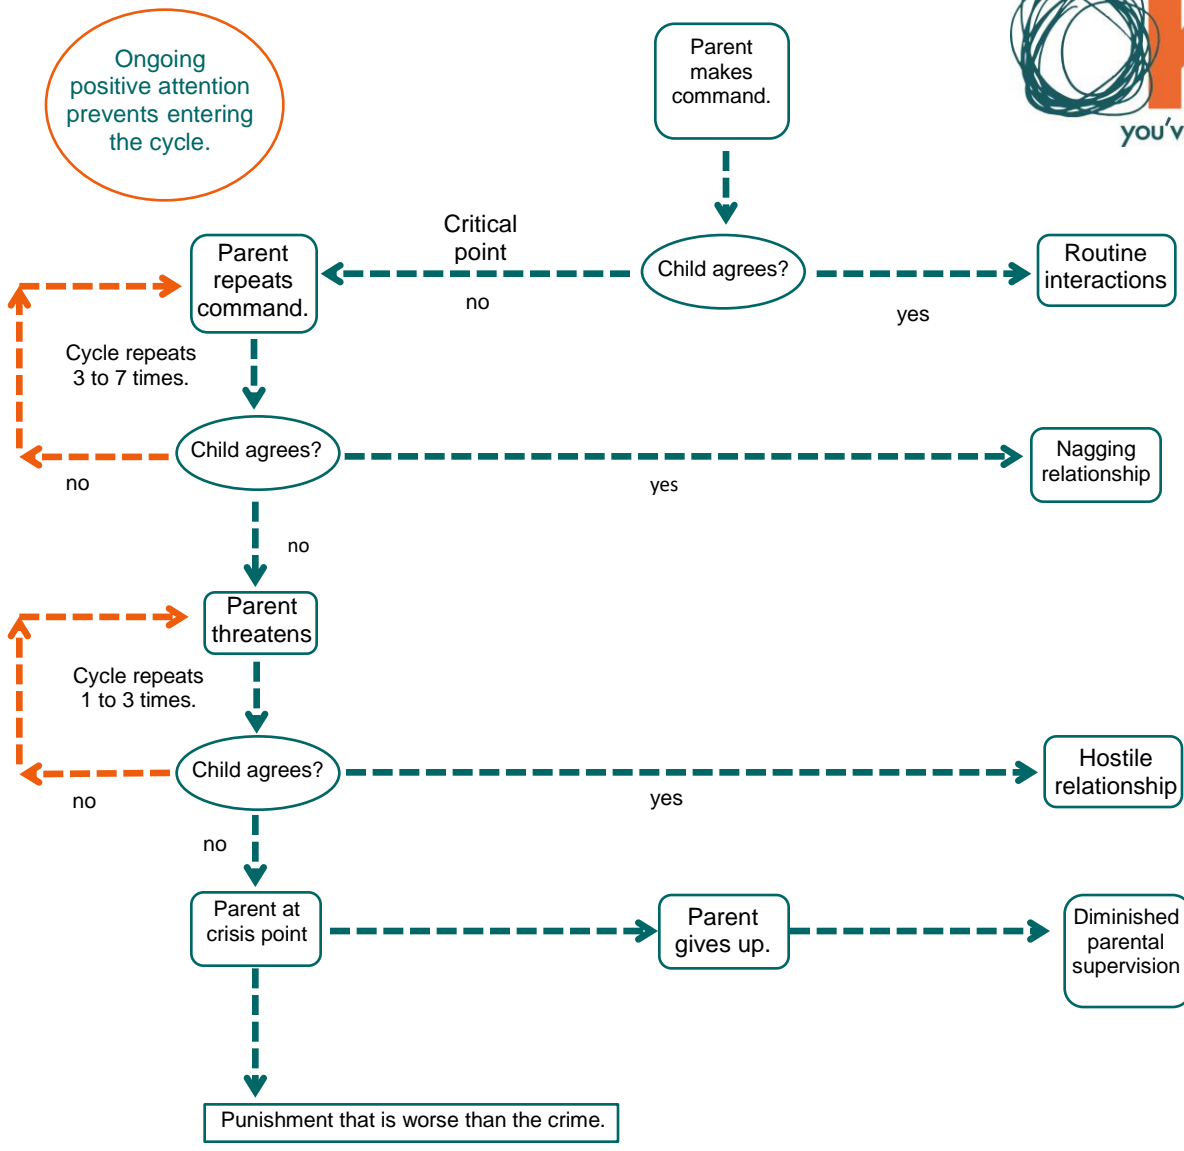 Ongoing
positive attention
prevents entering
the cycle.
Parent
makes
command.
you'v
Critical
point
no
Parent
repeats
command.
Child agrees?
yes
Routine
interactions
Cycle repeats
3 to 7 times.
Child agrees?
no
yes
Nagging
relationship
no
Parent
threatens
Cycle repeats
1 to 3 times.
Child agrees?
no
yes
Hostile
relationship
no
Parent at
crisis point
Parent
gives up.
Diminished
parental
supervision
Punishment that is worse than the crime.